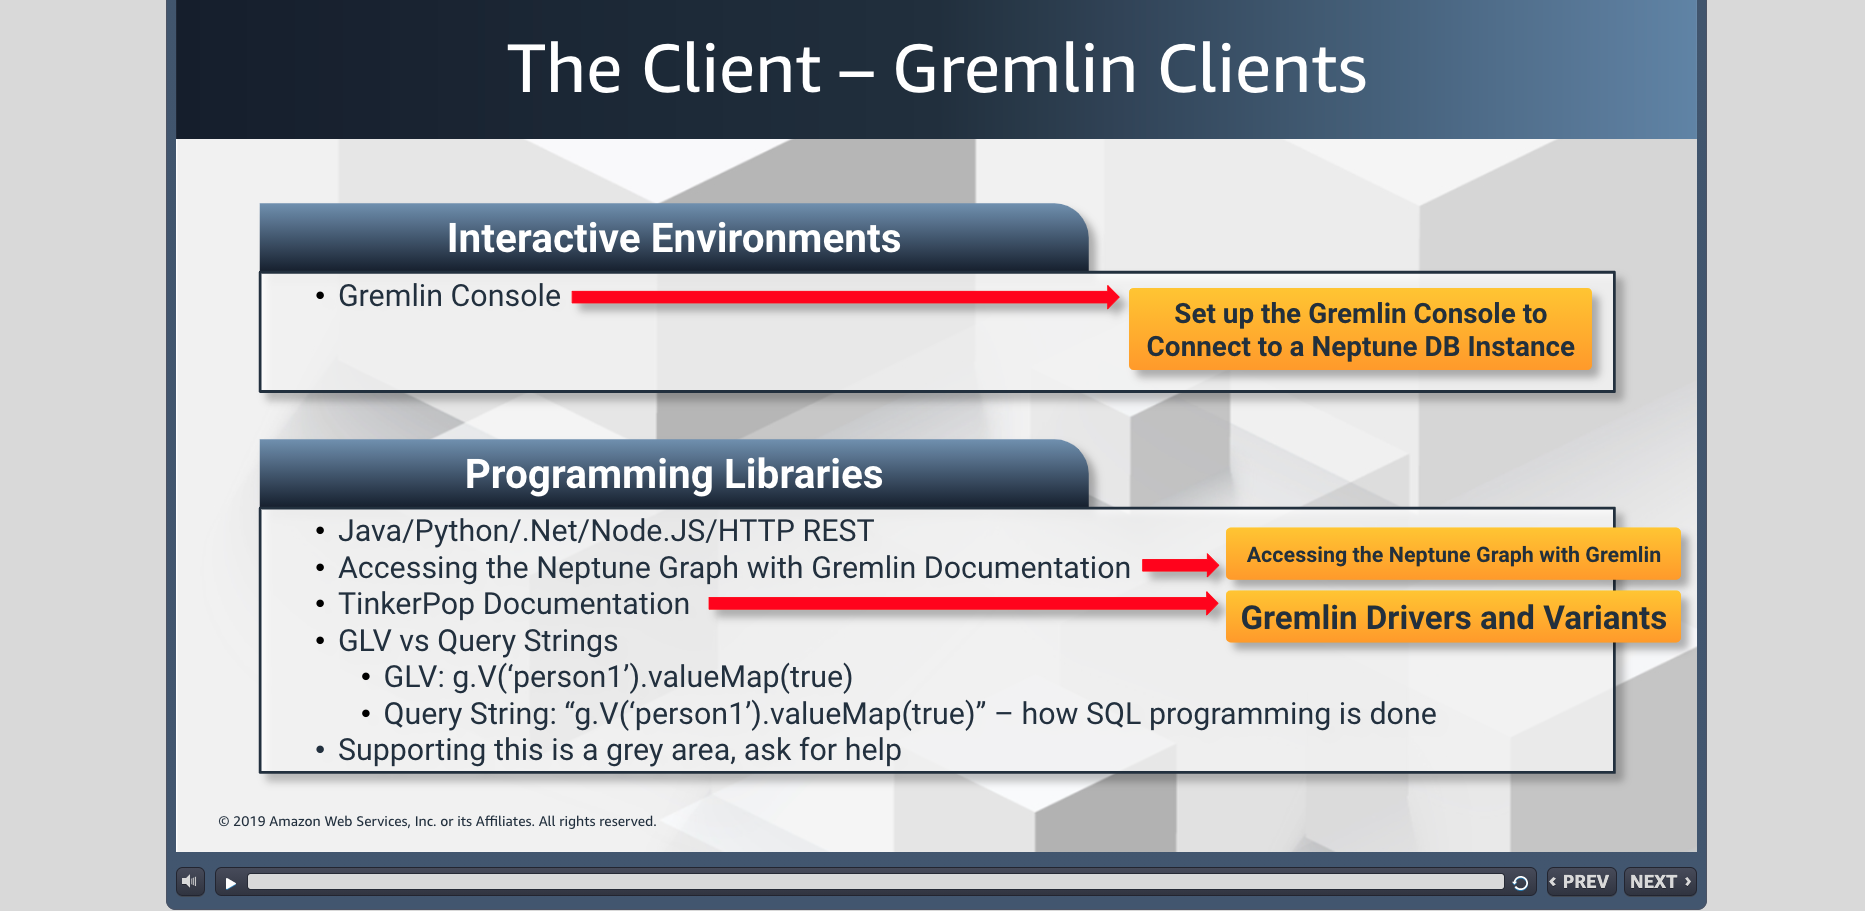 The Client – Gremlin Clients
Interactive Environments
• Gremlin Console
Set up the Gremlin Console to
Connect to a Neptune DB Instance
Programming Libraries
• Java/Python/.Net/Node.JS/HTTP REST
• Accessing the Neptune Graph with Gremlin Documentation
Accessing the Neptune Graph with Gremlin
• TinkerPop Documentation
Gremlin Drivers and Variants
• GLV vs Query Strings
• GLV: g.V(‘person1’).valueMap(true)
• Query String: “g.V(‘person1’).valueMap(true)” – how SQL programming is done
• Supporting this is a grey area, ask for help
© 2019 Amazon Web Services, Inc. or its Affiliates. All rights reserved.
‹ PREV
NEXT ›